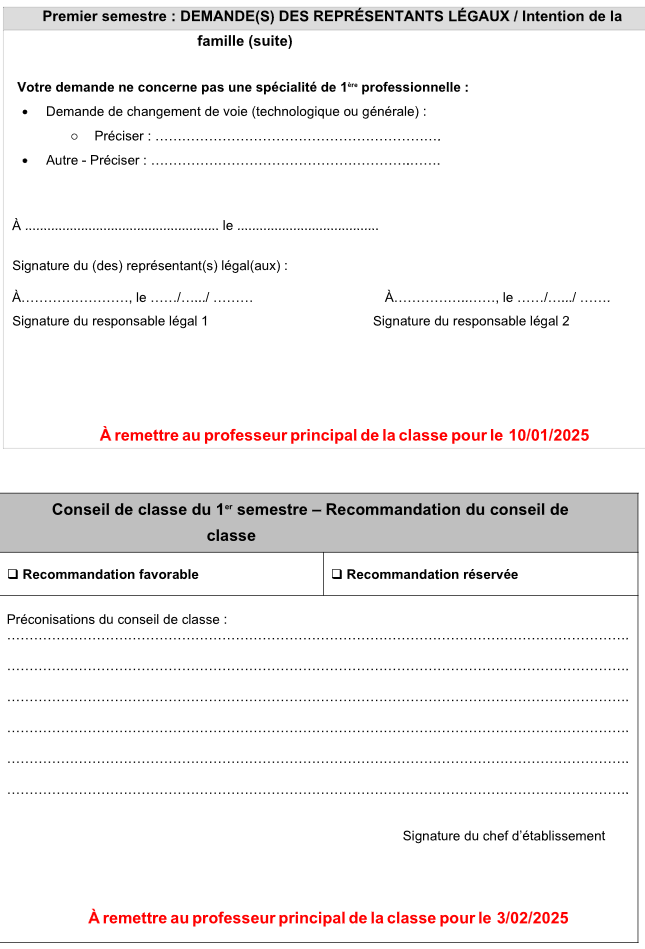 Premier semestre : DEMANDE(S) DES REPRÉSENTANTS LÉGAUX / Intention de la
famille (suite)
Votre demande ne concerne pas une spécialité de 1ère professionnelle :
• Demande de changement de voie (technologique ou générale) :
○ Préciser : ……………………………………………………….
• Autre - Préciser : ………………………………………………….…….
À .................................................... le ......................................
Signature du (des) représentant(s) légal(aux) :
À……………………, le ……/…..../ ……… À……………...……, le ……/…..../ …….
Signature du responsable légal 1 Signature du responsable légal 2
À remettre au professeur principal de la classe pour le 10/01/2025
Conseil de classe du 1er semestre – Recommandation du conseil de
classe
❑ Recommandation favorable ❑ Recommandation réservée
Préconisations du conseil de classe :
………………………………………………………………………………………………………………………….
………………………………………………………………………………………………………………………….
………………………………………………………………………………………………………………………….
………………………………………………………………………………………………………………………….
………………………………………………………………………………………………………………………….
………………………………………………………………………………………………………………………….
Signature du chef d'établissement
À remettre au professeur principal de la classe pour le 3/02/2025